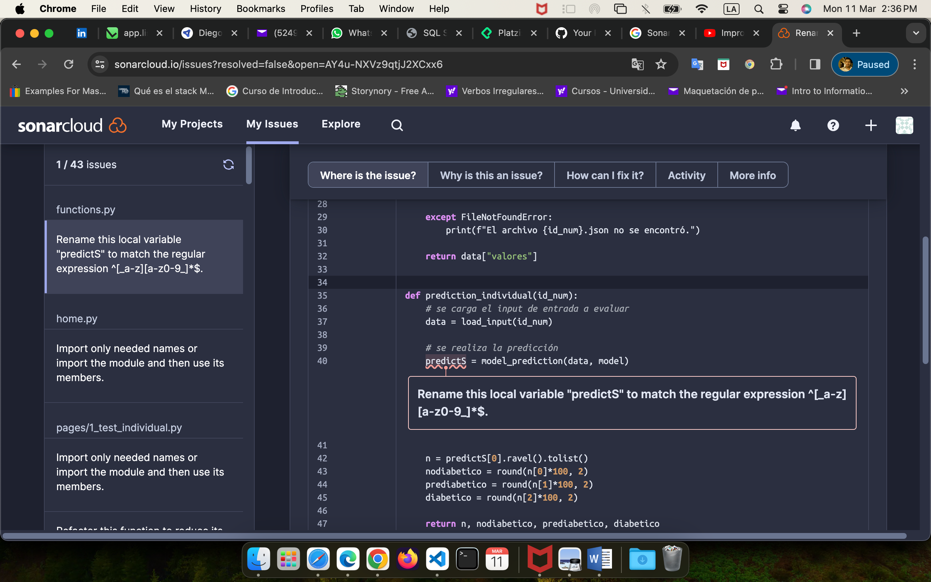 Chrome File Edit View History Bookmarks Profiles Tab Window Help LA Mon 11 Mar 2:36 PM
app.l Diego (524 What SQL S Platzi Your Sonar Impro Rena
sonarcloud.io/issues?resolved=false&open=AY4u-NXVz9qtjJ2XCxx6 Paused
Examples For Mas... Qué es el stack M... Curso de Introduc... Storynory - Free A... Verbos Irregulares... Cursos - Universid... Maquetación de p... Intro to Informatio... »
sonarcloud My Projects My Issues Explore
1 / 43 issues
functions.py
Rename this local variable
"predictS" to match the regular
expression ^[_a-z][a-z0-9_]*$.
home.py
Import only needed names or
import the module and then use its
members.
pages/1_test_individual.py
Import only needed names or
import the module and then use its
members.
Refactor this function to reduce its
Where is the issue? Why is this an issue? How can I fix it? Activity More info
28
29 except FileNotFoundError:
30 print(f"El archivo {id_num}.json no se encontró.")
31
32 return data["valores"]
33
34
35 def prediction_individual(id_num):
36 # se carga el input de entrada a evaluar
37 data = load_input(id_num)
38
39 # se realiza la predicción
40 predictS = model_prediction(data, model)
Rename this local variable "predictS" to match the regular expression ^[_a-z]
[a-z0-9_]*$.
41
42 n = predictS[0].ravel().tolist()
43 nodiabetico = round(n[0]*100, 2)
44 prediabetico = round(n[1]*100, 2)
45 diabetico = round(n[2]*100, 2)
46
47 return n, nodiabetico, prediabetico, diabetico
MAR
11